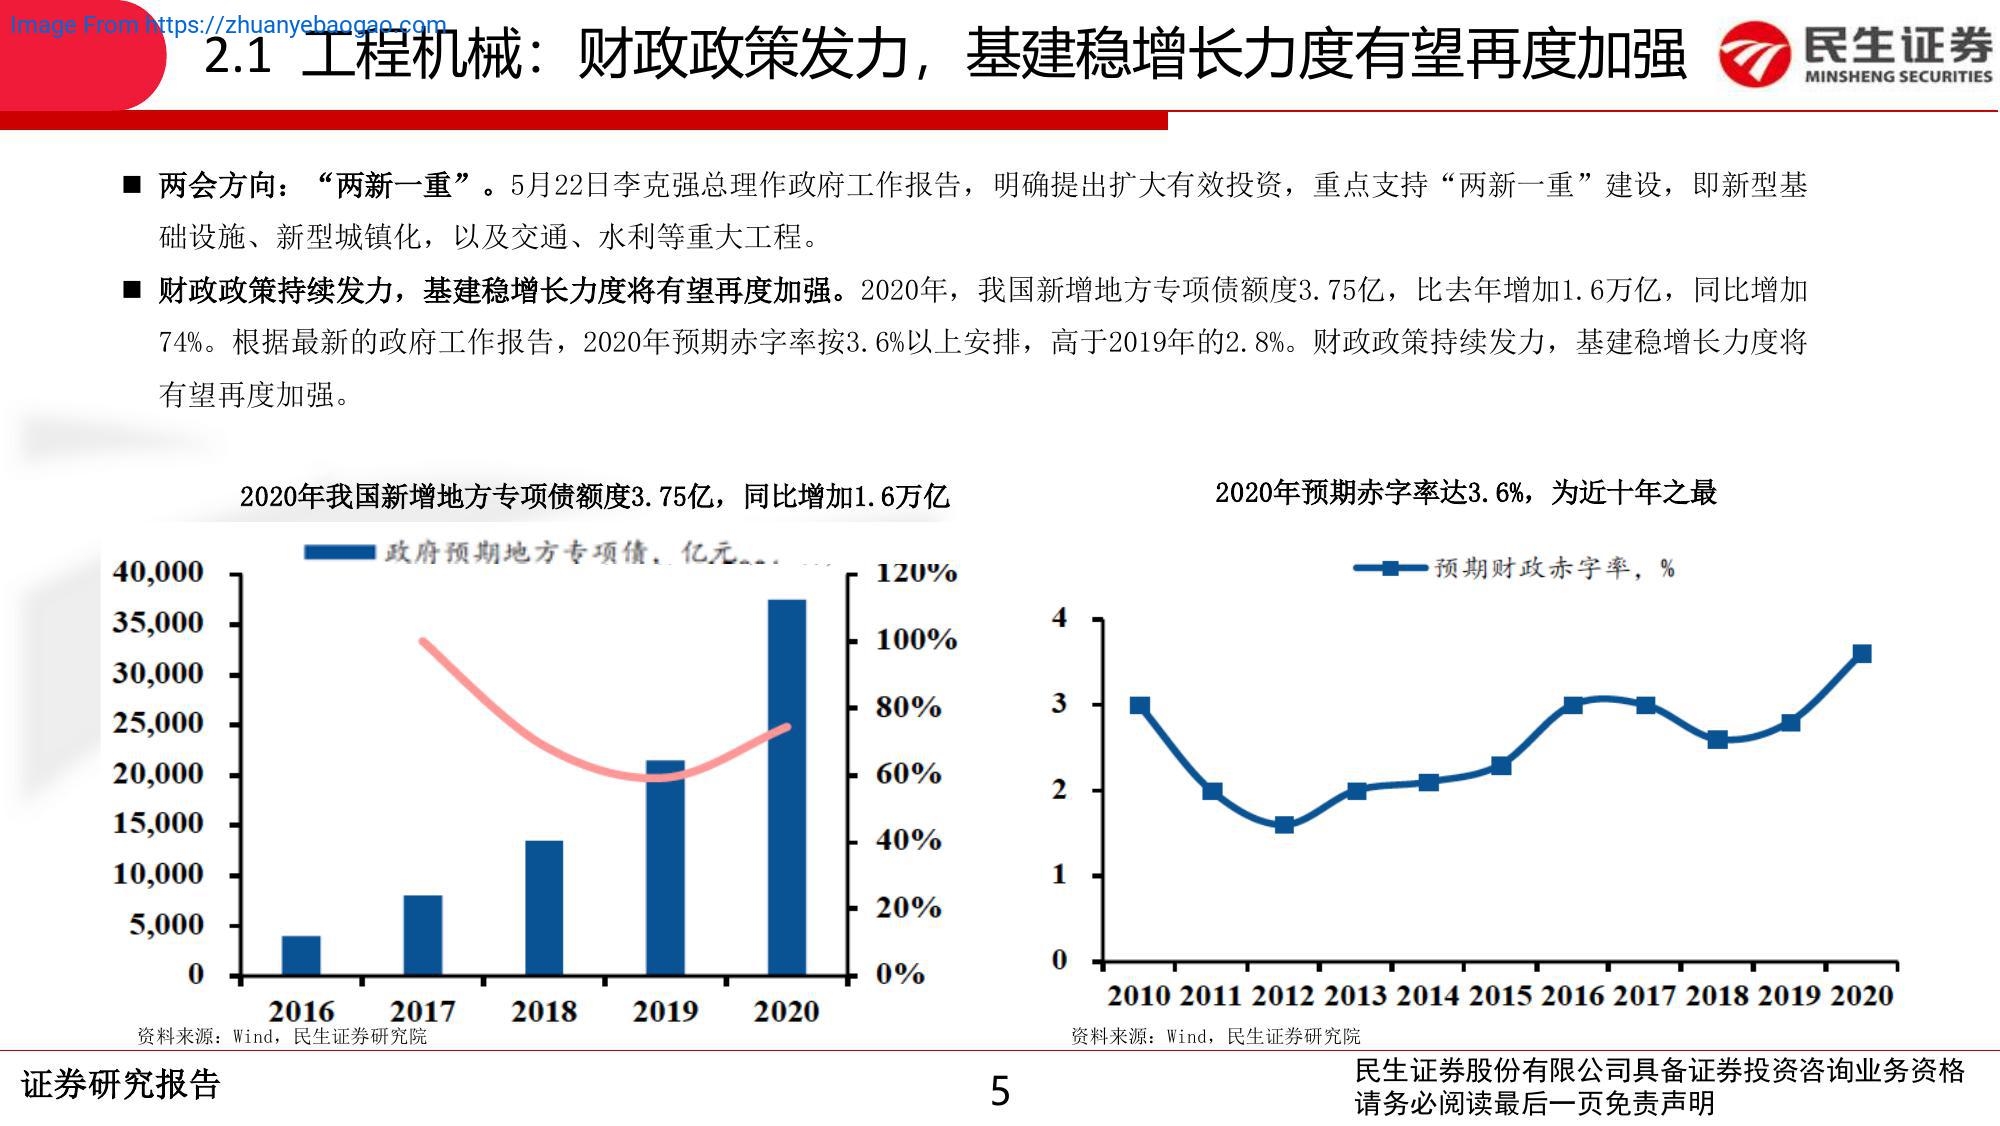 Image From https://zhuanyebaogao.com
2.1 工程机械：财政政策发力，基建稳增长力度有望再度加强
民生证券
MINSHENG SECURITIES
■ 两会方向：“两新一重”。5月22日李克强总理作政府工作报告，明确提出扩大有效投资，重点支持“两新一重”建设，即新型基
础设施、新型城镇化，以及交通、水利等重大工程。
■ 财政政策持续发力，基建稳增长力度将有望再度加强。2020年，我国新增地方专项债额度3.75亿，比去年增加1.6万亿，同比增加
74%。根据最新的政府工作报告，2020年预期赤字率按3.6%以上安排，高于2019年的2.8%。财政政策持续发力，基建稳增长力度将
有望再度加强。
2020年我国新增地方专项债额度3.75亿，同比增加1.6万亿
政府预期地方专项债，亿元
40,000
35,000
30,000
25,000
20,000
15,000
10,000
5,000
0
120%
100%
80%
60%
40%
20%
0%
2016 2017 2018 2019 2020
资料来源：Wind，民生证券研究院
2020年预期赤字率达3.6%，为近十年之最
预期财政赤字率，%
4
3
2
1
0
2010 2011 2012 2013 2014 2015 2016 2017 2018 2019 2020
资料来源：Wind，民生证券研究院
证券研究报告
5
民生证券股份有限公司具备证券投资咨询业务资格
请务必阅读最后一页免责声明